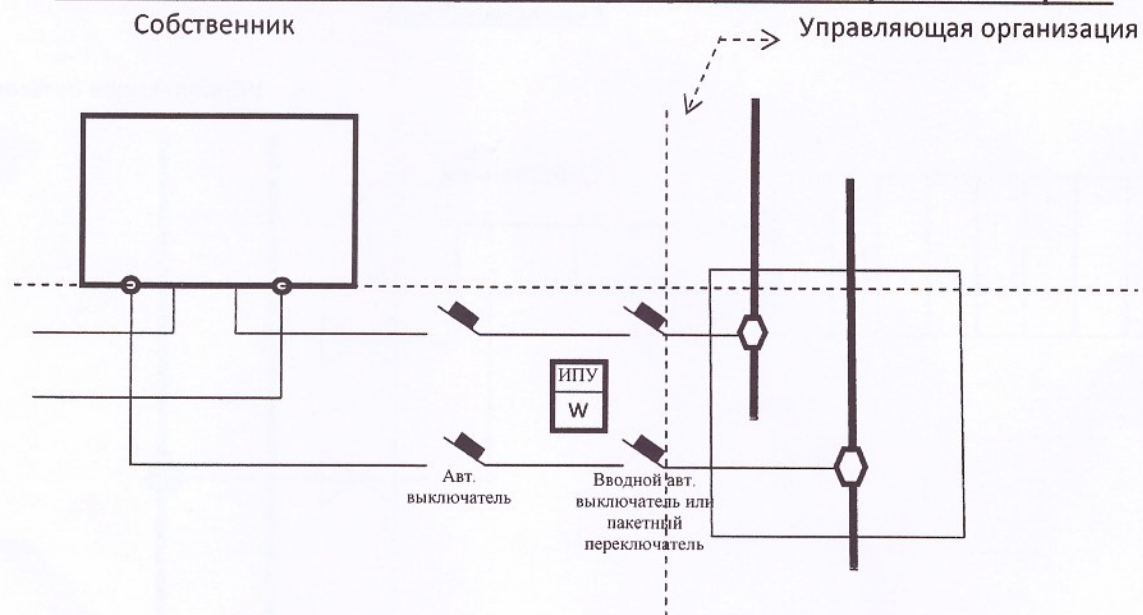 Собственник
Управляющая организация
ИПУ
W
Авт.
выключатель
Вводной авт.
выключатель или
пакетный
переключатель